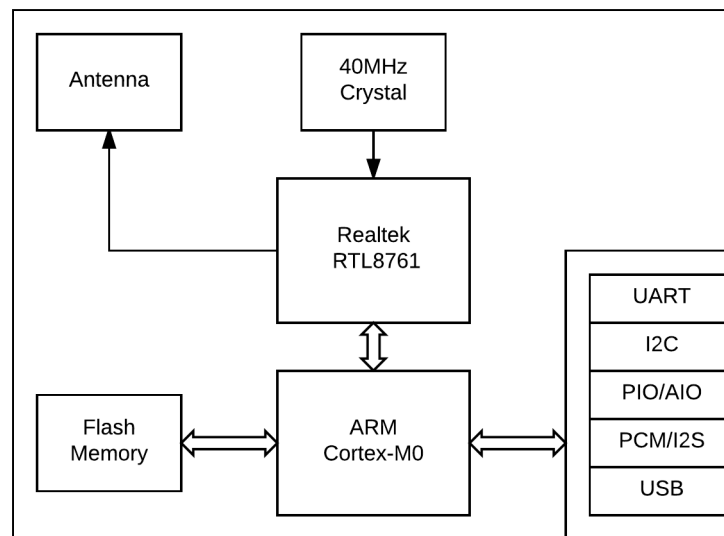 Antenna
40MHz
Crystal
Realtek
RTL8761
UART
I2C
PIO/AIO
PCM/I2S
USB
Flash
Memory
ARM
Cortex-M0